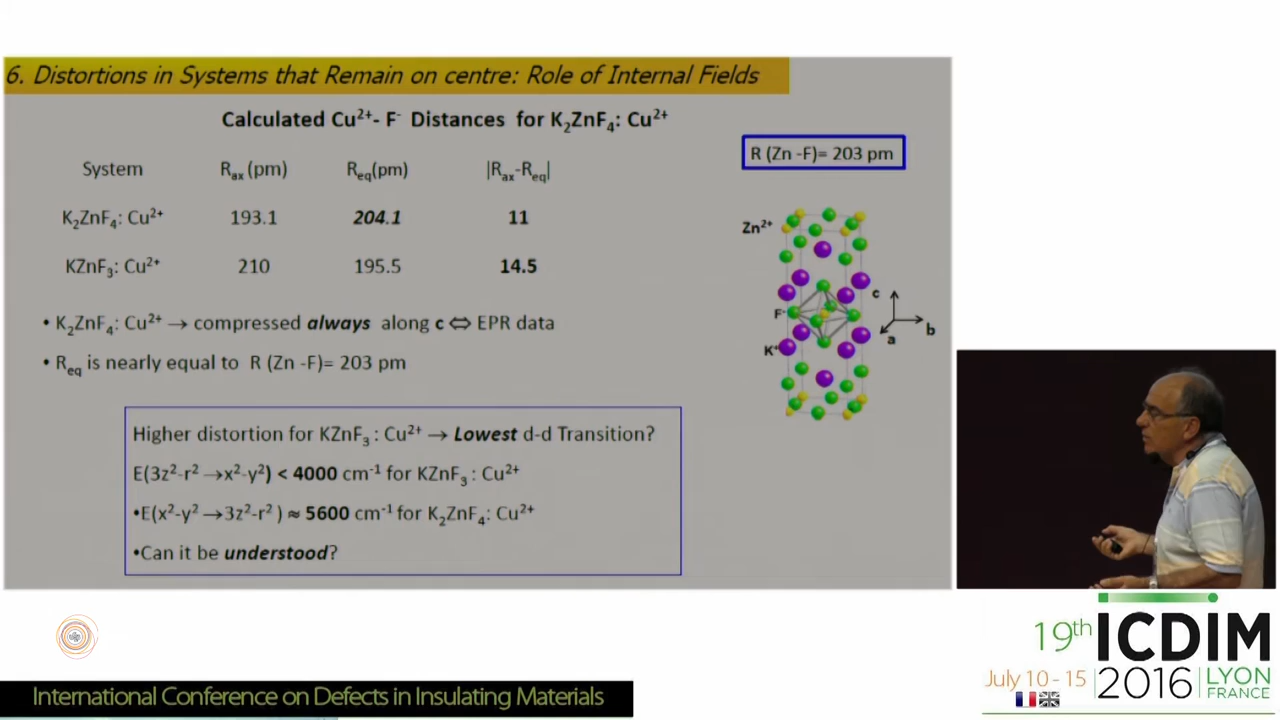 6. Distortions in Systems that Remain on centre: Role of Internal Fields
Calculated Cu²⁺- F⁻ Distances for K₂ZnF₄: Cu²⁺
R (Zn -F)= 203 pm
System Rₐₓ (pm) R_eq(pm) |Rₐₓ-R_eq|
K₂ZnF₄: Cu²⁺ 193.1 204.1 11
KZnF₃: Cu²⁺ 210 195.5 14.5
• K₂ZnF₄: Cu²⁺ → compressed always along c ⇔ EPR data
• R_eq is nearly equal to R (Zn -F)= 203 pm
Zn²⁺
F⁻
K⁺
c
b
a
Higher distortion for KZnF₃ : Cu²⁺ → Lowest d-d Transition?
E(3z²-r² →x²-y²) < 4000 cm⁻¹ for KZnF₃ : Cu²⁺
•E(x²-y² →3z²-r² ) ≈ 5600 cm⁻¹ for K₂ZnF₄: Cu²⁺
•Can it be understood?
19th ICDIM
July 10 - 15 2016 LYON FRANCE
International Conference on Defects in Insulating Materials